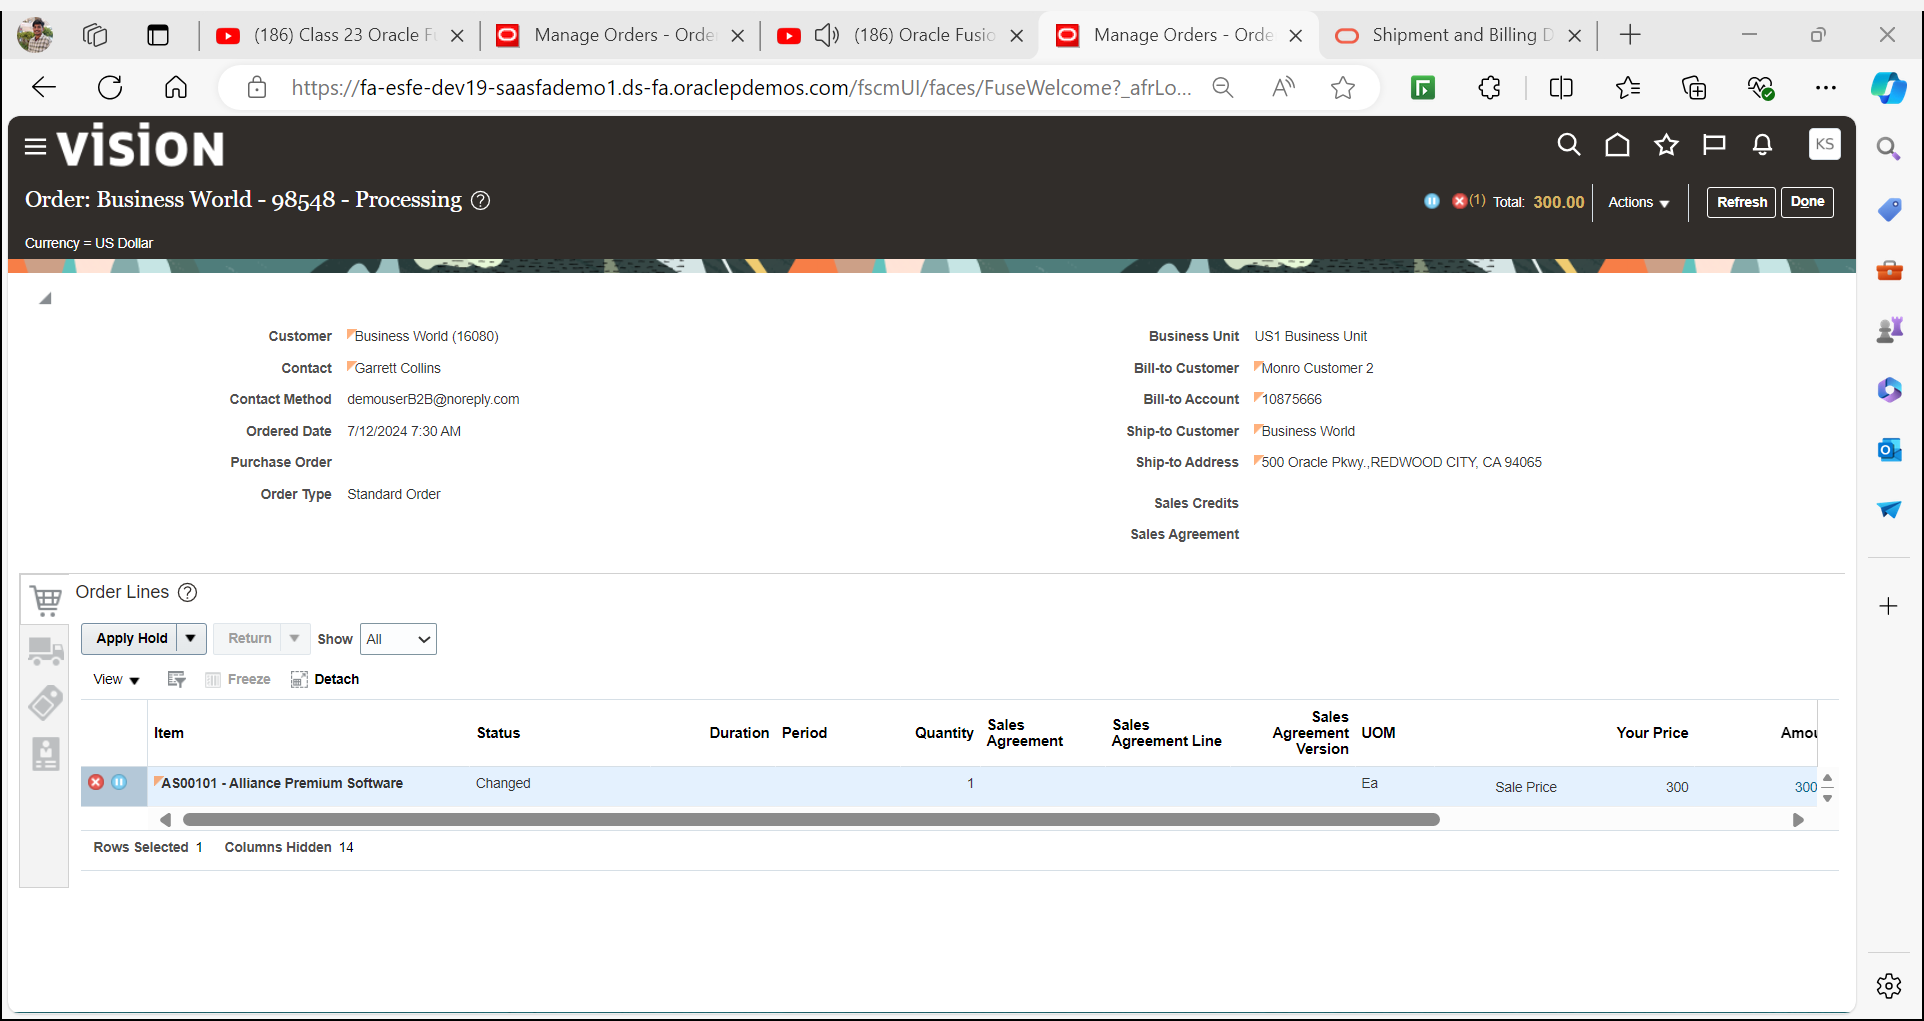 (186) Class 23 Oracle F
Manage Orders - Orde
(186) Oracle Fusio
Manage Orders - Orde
Shipment and Billing D
https://fa-esfe-dev19-saasfademo1.ds-fa.oraclepdemos.com/fscmUI/faces/FuseWelcome?_afrLo...
VISION
KS
Order: Business World - 98548 - Processing
(1) Total: 300.00 Actions Refresh Done
Currency = US Dollar
Customer Business World (16080)
Business Unit US1 Business Unit
Contact Garrett Collins
Bill-to Customer Monro Customer 2
Contact Method demouserB2B@noreply.com
Bill-to Account 10875666
Ordered Date 7/12/2024 7:30 AM
Ship-to Customer Business World
Purchase Order
Ship-to Address 500 Oracle Pkwy.,REDWOOD CITY, CA 94065
Order Type Standard Order
Sales Credits
Sales Agreement
Order Lines
Apply Hold Return Show All
View Freeze Detach
Item Status Duration Period Quantity Sales Agreement Sales Agreement Line Sales Agreement Version UOM Your Price Amou
AS00101 - Alliance Premium Software Changed 1 Ea Sale Price 300 300
Rows Selected 1 Columns Hidden 14